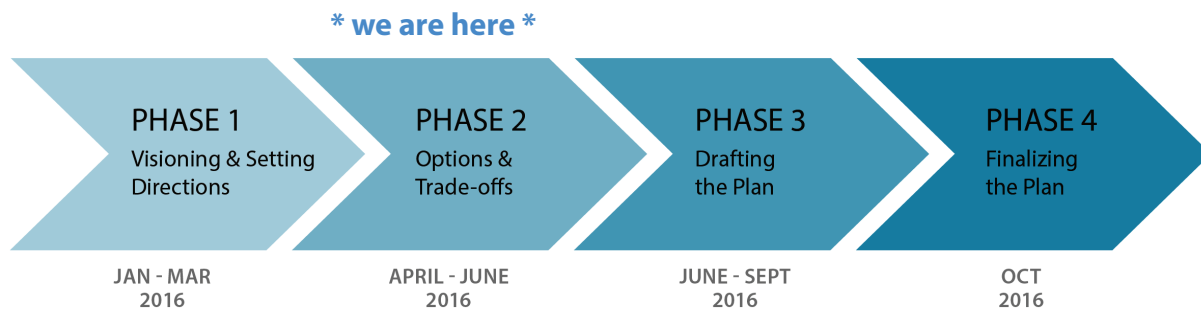 * we are here *
PHASE 1
Visioning & Setting
Directions
PHASE 2
Options &
Trade-offs
PHASE 3
Drafting
the Plan
PHASE 4
Finalizing
the Plan
JAN - MAR
2016
APRIL - JUNE
2016
JUNE - SEPT
2016
OCT
2016